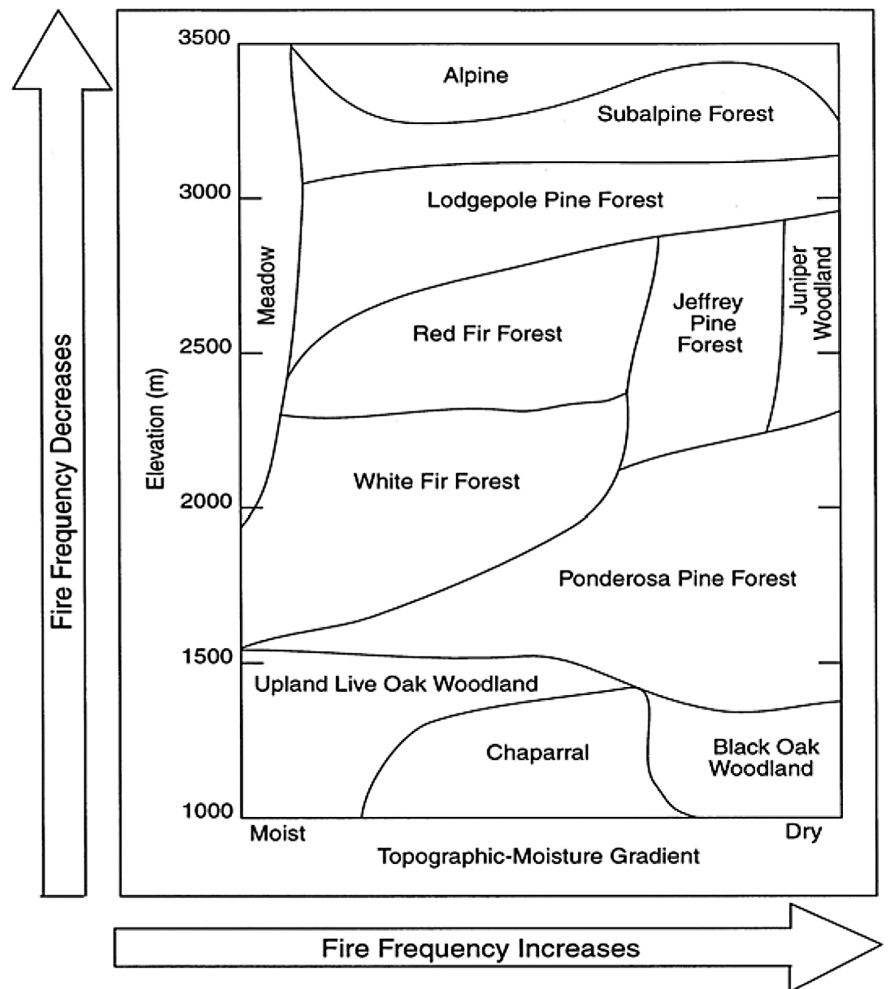 3500
Alpine
Subalpine Forest
3000
Lodgepole Pine Forest
Meadow
Juniper
Woodland
Jeffrey
Pine
Forest
Red Fir Forest
2500
Elevation (m)
Fire Frequency Decreases
White Fir Forest
2000
Ponderosa Pine Forest
1500
Upland Live Oak Woodland
Chaparral
Black Oak
Woodland
1000
Moist
Dry
Topographic-Moisture Gradient
Fire Frequency Increases